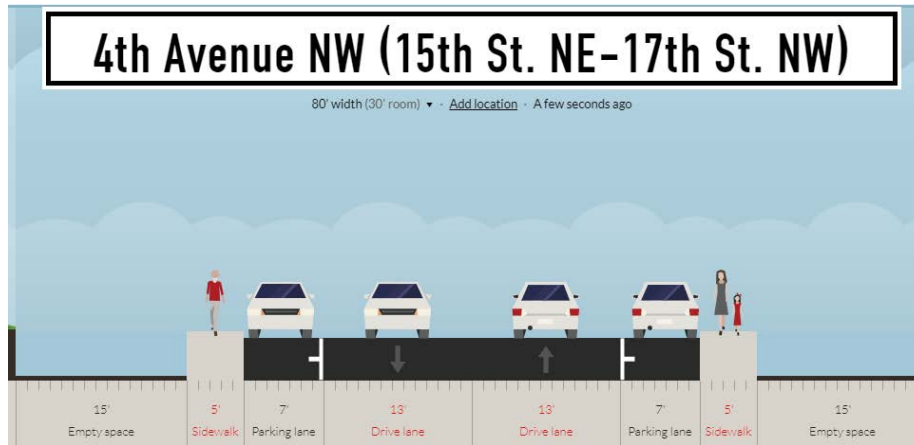 4th Avenue NW (15th St. NE–17th St. NW)
80' width (30' room) ▾ · Add location · A few seconds ago
15' 5' 7' 13' 13' 7' 5' 15'
Empty space Sidewalk Parking lane Drive lane Drive lane Parking lane Sidewalk Empty space